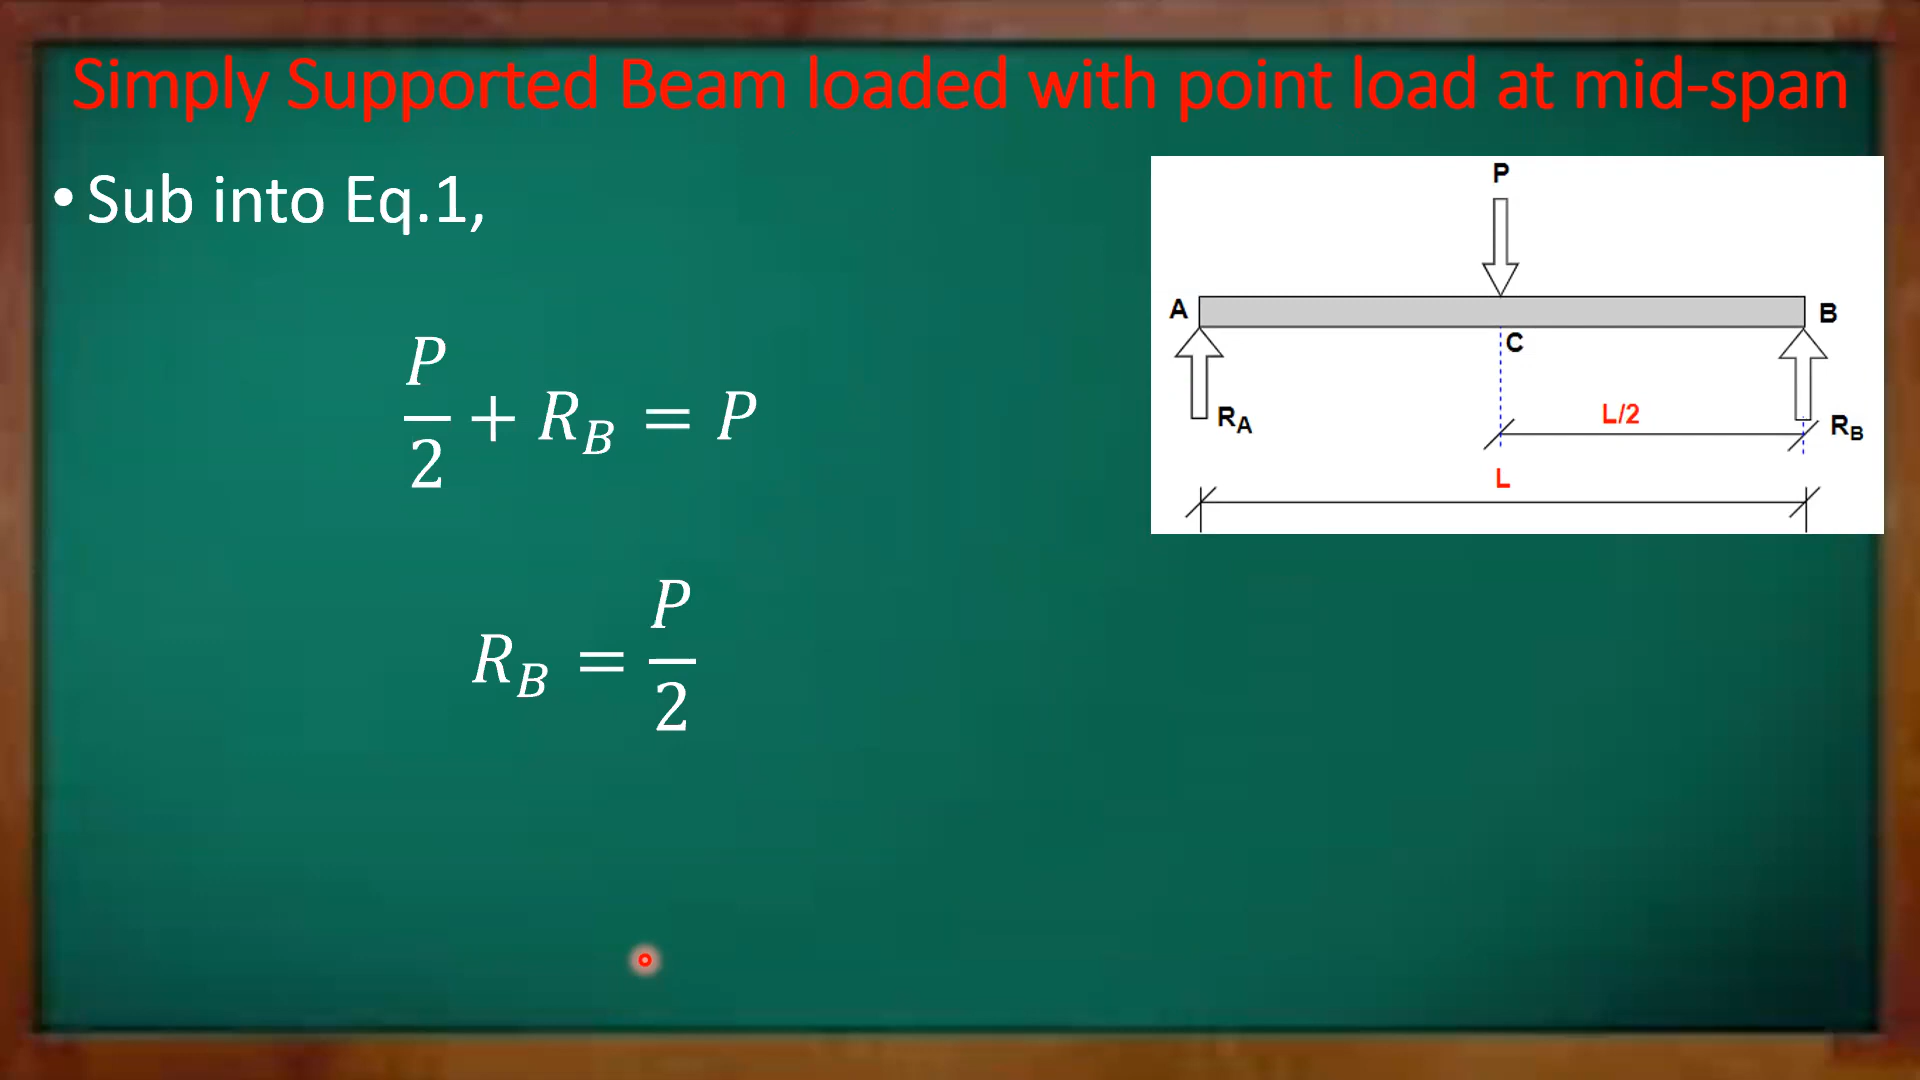 Simply Supported Beam loaded with point load at mid-span
• Sub into Eq.1,
P/2 + R_B = P
R_B = P/2
P
A
B
C
R_A
L/2
R_B
L